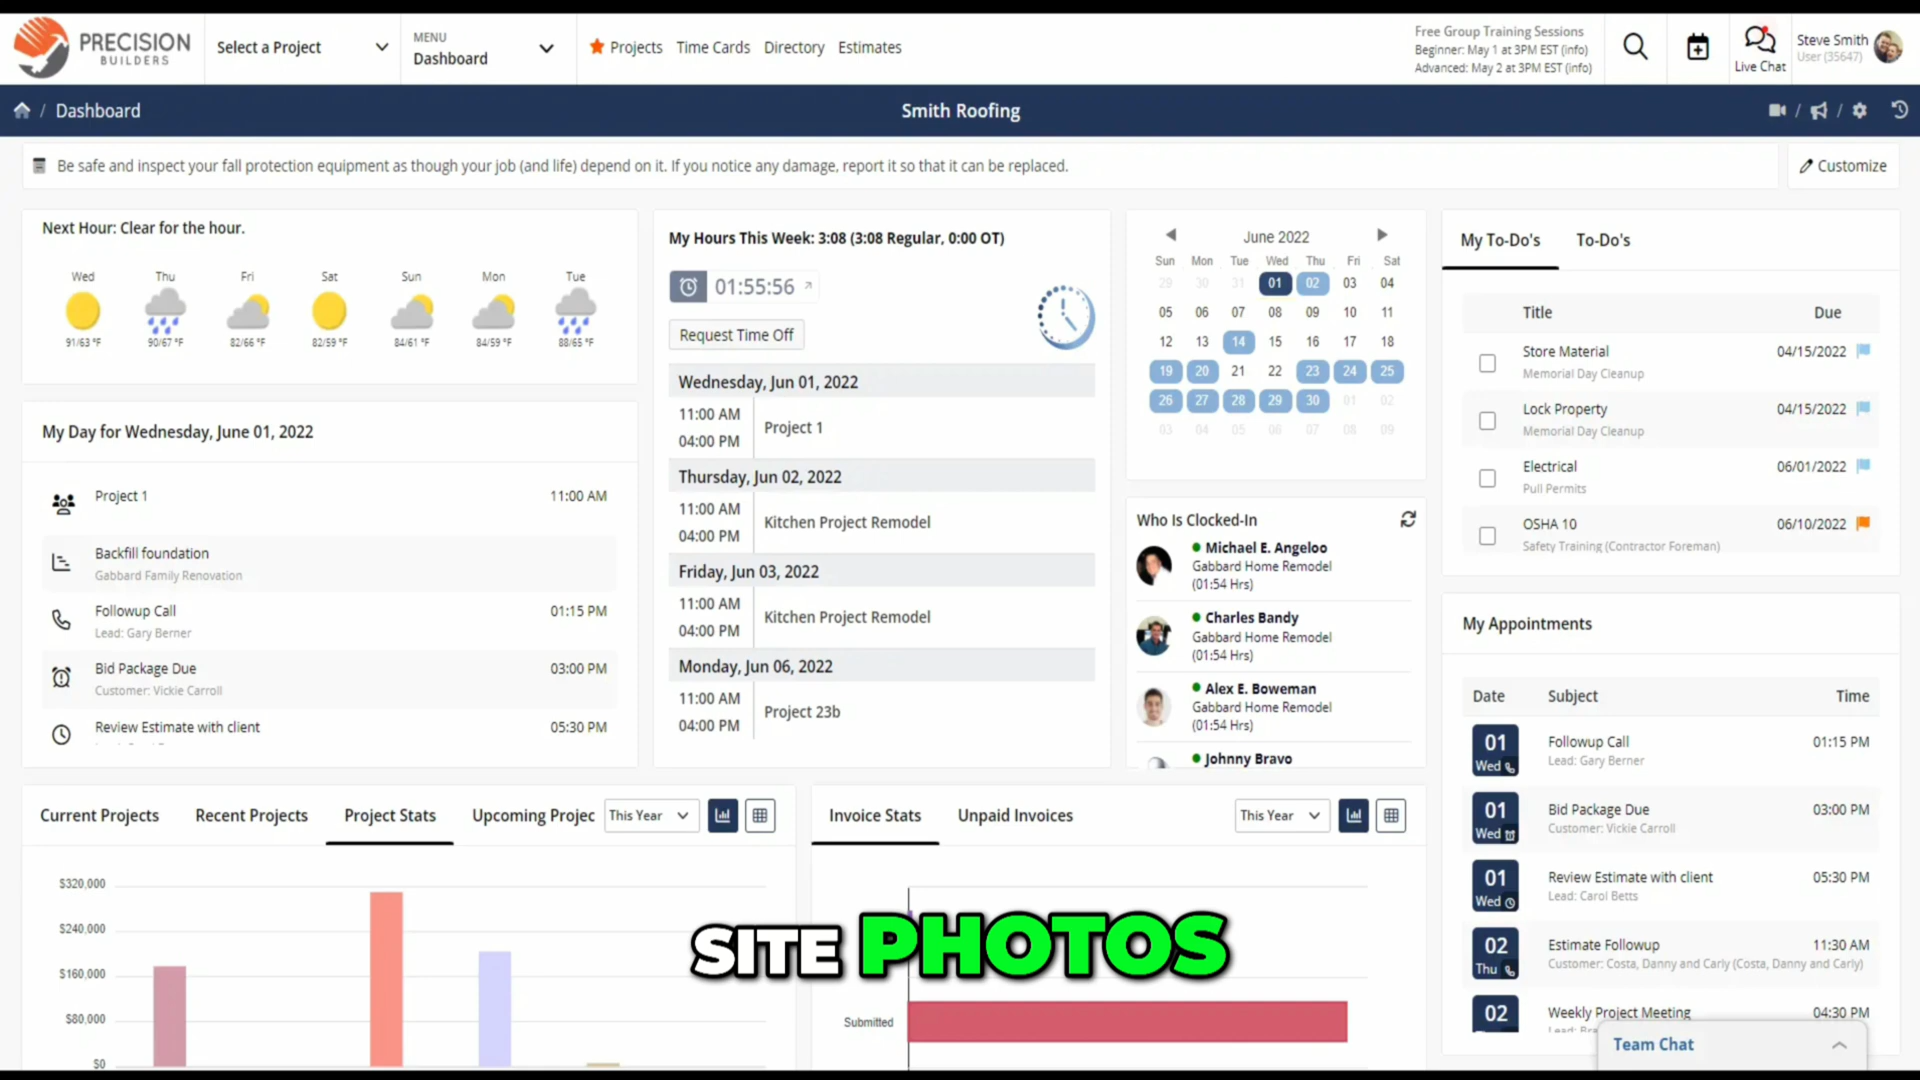 PRECISION
BUILDERS
Select a Project
MENU
Dashboard
Projects
Time Cards
Directory
Estimates
Free Group Training Sessions
Beginner: May 1 at 3PM EST (info)
Advanced: May 2 at 3PM EST (info)
Live Chat
Steve Smith
User (35647)
/ Dashboard
Smith Roofing
/ /
Be safe and inspect your fall protection equipment as though your job (and life) depend on it. If you notice any damage, report it so that it can be replaced.
Customize
Next Hour: Clear for the hour.
Wed Thu Fri Sat Sun Mon Tue
91/63 °F 90/67 °F 82/66 °F 82/59 °F 84/61 °F 84/59 °F 88/65 °F
My Day for Wednesday, June 01, 2022
Project 1 11:00 AM
Backfill foundation
Gabbard Family Renovation
Followup Call 01:15 PM
Lead: Gary Berner
Bid Package Due 03:00 PM
Customer: Vickie Carroll
Review Estimate with client 05:30 PM
My Hours This Week: 3:08 (3:08 Regular, 0:00 OT)
01:55:56
Request Time Off
Wednesday, Jun 01, 2022
11:00 AM
Project 1
04:00 PM
Thursday, Jun 02, 2022
11:00 AM
Kitchen Project Remodel
04:00 PM
Friday, Jun 03, 2022
11:00 AM
Kitchen Project Remodel
04:00 PM
Monday, Jun 06, 2022
11:00 AM
Project 23b
04:00 PM
June 2022
Sun Mon Tue Wed Thu Fri Sat
29 30 31 01 02 03 04
05 06 07 08 09 10 11
12 13 14 15 16 17 18
19 20 21 22 23 24 25
26 27 28 29 30 01 02
03 04 05 06 07 08 09
Who Is Clocked-In
Michael E. Angeloo
Gabbard Home Remodel
(01:54 Hrs)
Charles Bandy
Gabbard Home Remodel
(01:54 Hrs)
Alex E. Boweman
Gabbard Home Remodel
(01:54 Hrs)
Johnny Bravo
My To-Do's To-Do's
Title Due
Store Material 04/15/2022
Memorial Day Cleanup
Lock Property 04/15/2022
Memorial Day Cleanup
Electrical 06/01/2022
Pull Permits
OSHA 10 06/10/2022
Safety Training (Contractor Foreman)
My Appointments
Date Subject Time
01 Followup Call 01:15 PM
Wed Lead: Gary Berner
01 Bid Package Due 03:00 PM
Wed Customer: Vickie Carroll
01 Review Estimate with client 05:30 PM
Wed Lead: Carol Betts
02 Estimate Followup 11:30 AM
Thu Customer: Costa, Danny and Carly (Costa, Danny and Carly)
02 Weekly Project Meeting 04:30 PM
Lead: Bra
Team Chat
Current Projects Recent Projects Project Stats Upcoming Projec This Year
$320,000
$240,000
$160,000
$80,000
$0
Invoice Stats Unpaid Invoices This Year
Submitted
SITE PHOTOS